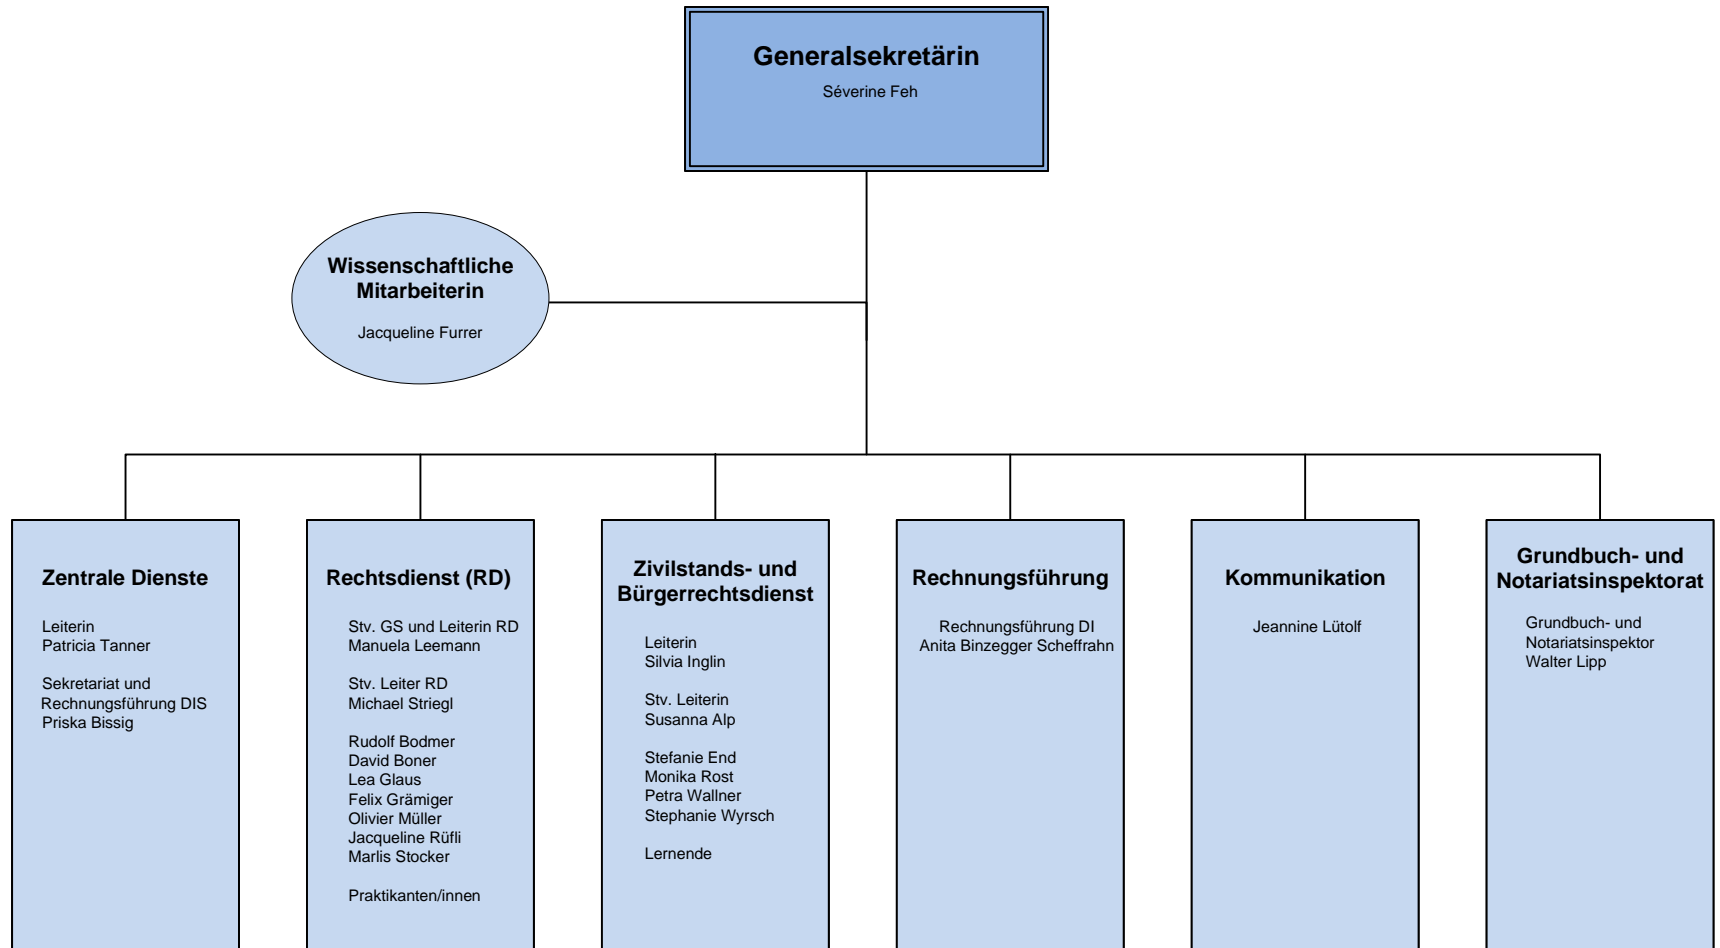 Generalsekretärin
Séverine Feh
Wissenschaftliche
Mitarbeiterin
Jacqueline Furrer
Zentrale Dienste
Leiterin
Patricia Tanner
Sekretariat und
Rechnungsführung DIS
Priska Bissig
Rechtsdienst (RD)
Stv. GS und Leiterin RD
Manuela Leemann
Stv. Leiter RD
Michael Striegl
Rudolf Bodmer
David Boner
Lea Glaus
Felix Grämiger
Olivier Müller
Jacqueline Rüfli
Marlis Stocker
Praktikanten/innen
Zivilstands- und
Bürgerrechtsdienst
Leiterin
Silvia Inglin
Stv. Leiterin
Susanna Alp
Stefanie End
Monika Rost
Petra Wallner
Stephanie Wyrsch
Lernende
Rechnungsführung
Rechnungsführung DI
Anita Binzegger Scheffrahn
Kommunikation
Jeannine Lütolf
Grundbuch- und
Notariatsinspektorat
Grundbuch- und
Notariatsinspektor
Walter Lipp